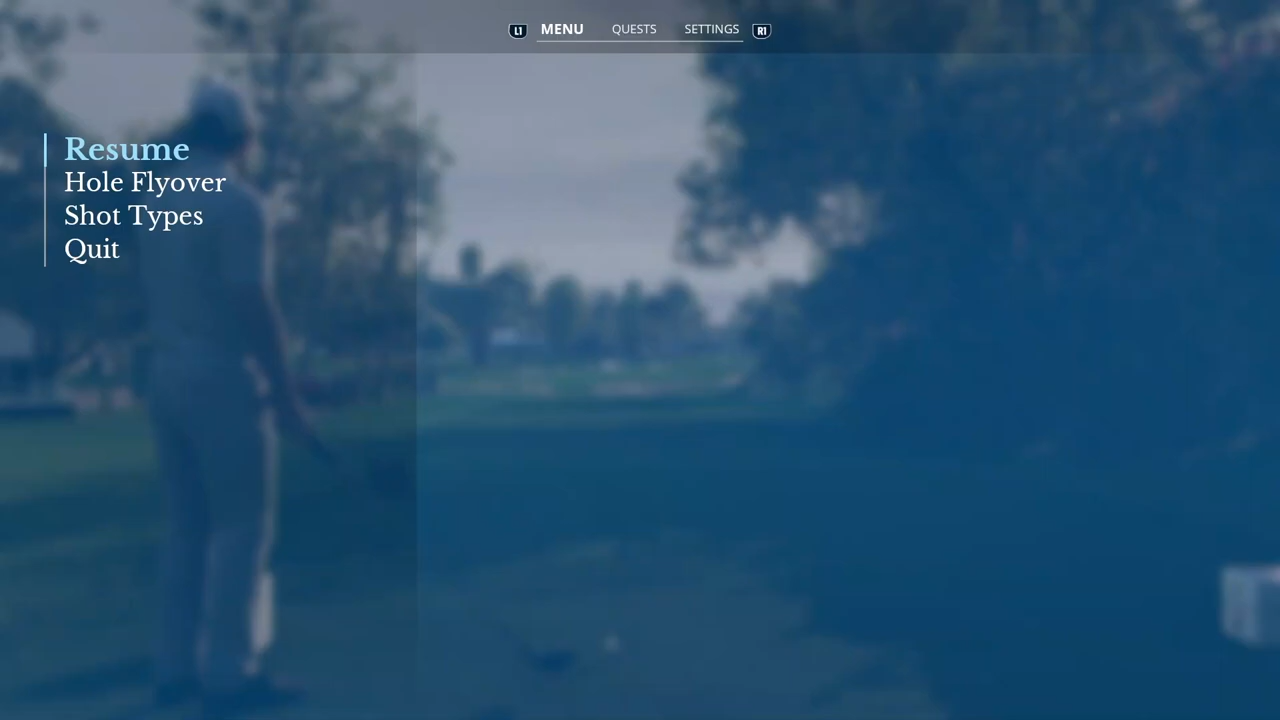 L1 MENU QUESTS SETTINGS R1
Resume
Hole Flyover
Shot Types
Quit